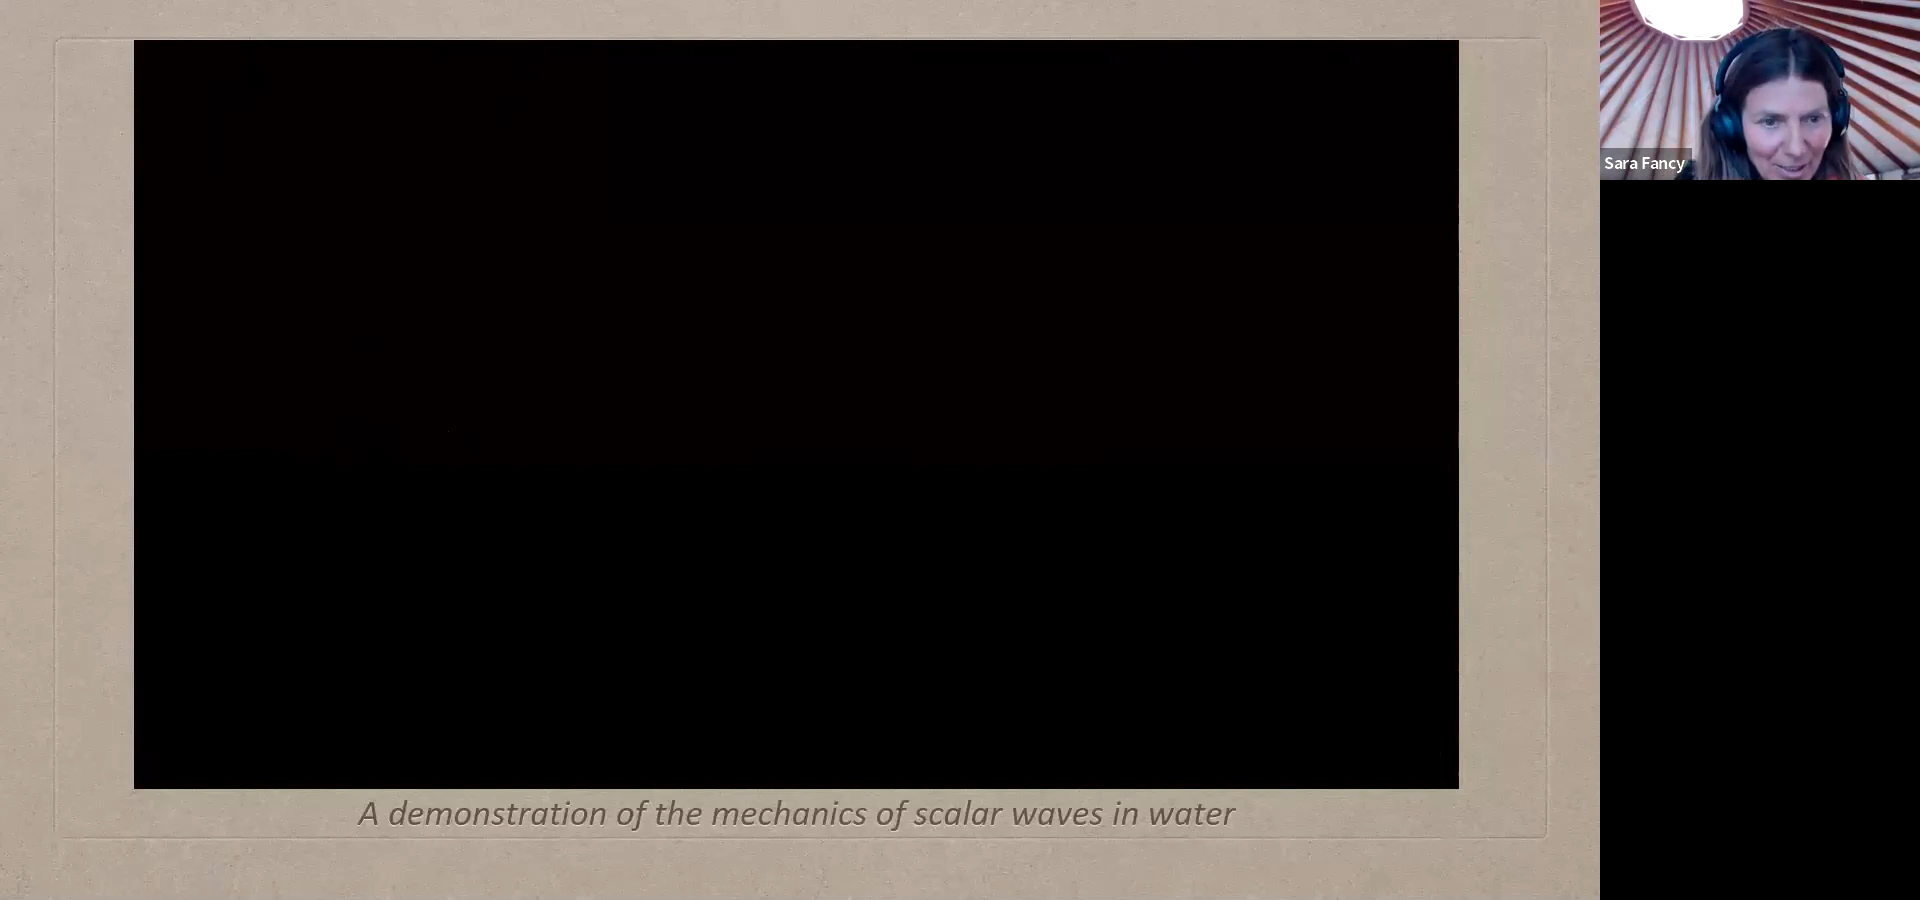 Sara Fancy
A demonstration of the mechanics of scalar waves in water